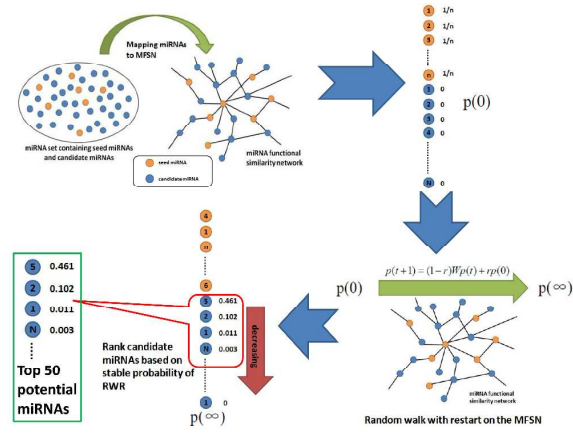 Mapping miRNAs
to MFSN
miRNA set containing seed miRNAs
and candidate miRNAs
seed miRNA
candidate miRNA
miRNA functional
similarity network
1 1/n
2 1/n
3 1/n
n 1/n
1 0
2 0
3 0
4 0
N 0
p(0)
p(t+1) = (1−r)Wp(t)+rp(0)
p(0)
p(∞)
miRNA functional
similarity network
Random walk with restart on the MFSN
4
1
n
6
5 0.461
2 0.102
1 0.011
N 0.003
1 0
p(∞)
decreasing
Rank candidate
miRNAs based on
stable probability of
RWR
5 0.461
2 0.102
1 0.011
N 0.003
Top 50
potential
miRNAs